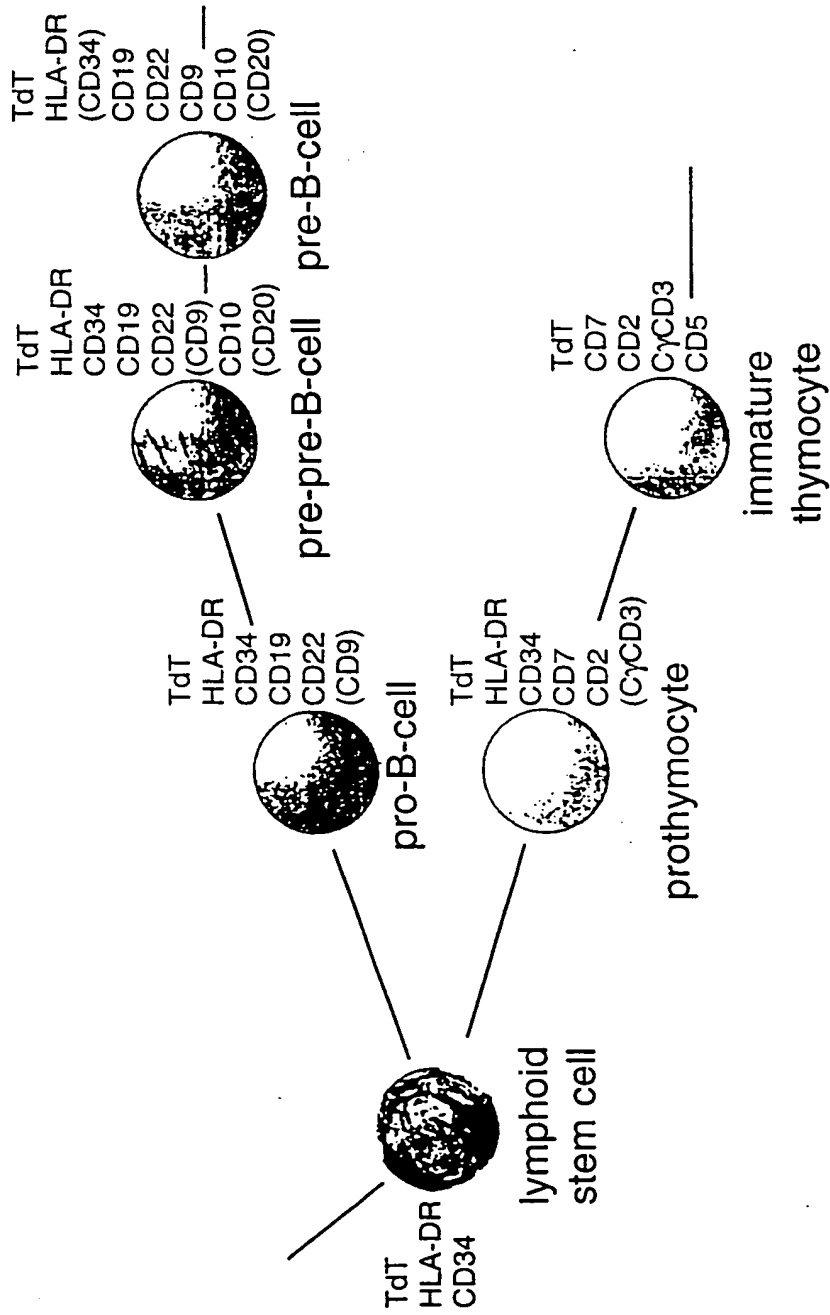 TdT
HLA-DR
CD34
lymphoid
stem cell
TdT
HLA-DR
CD34
CD19
CD22
(CD9)
pro-B-cell
TdT
HLA-DR
CD34
CD19
CD22
(CD9)
CD10
(CD20)
pre-pre-B-cell
TdT
HLA-DR
(CD34)
CD19
CD22
CD9
CD10
(CD20)
pre-B-cell
TdT
HLA-DR
CD34
CD7
CD2
(CγCD3)
prothymocyte
TdT
CD7
CD2
CγCD3
CD5
immature
thymocyte